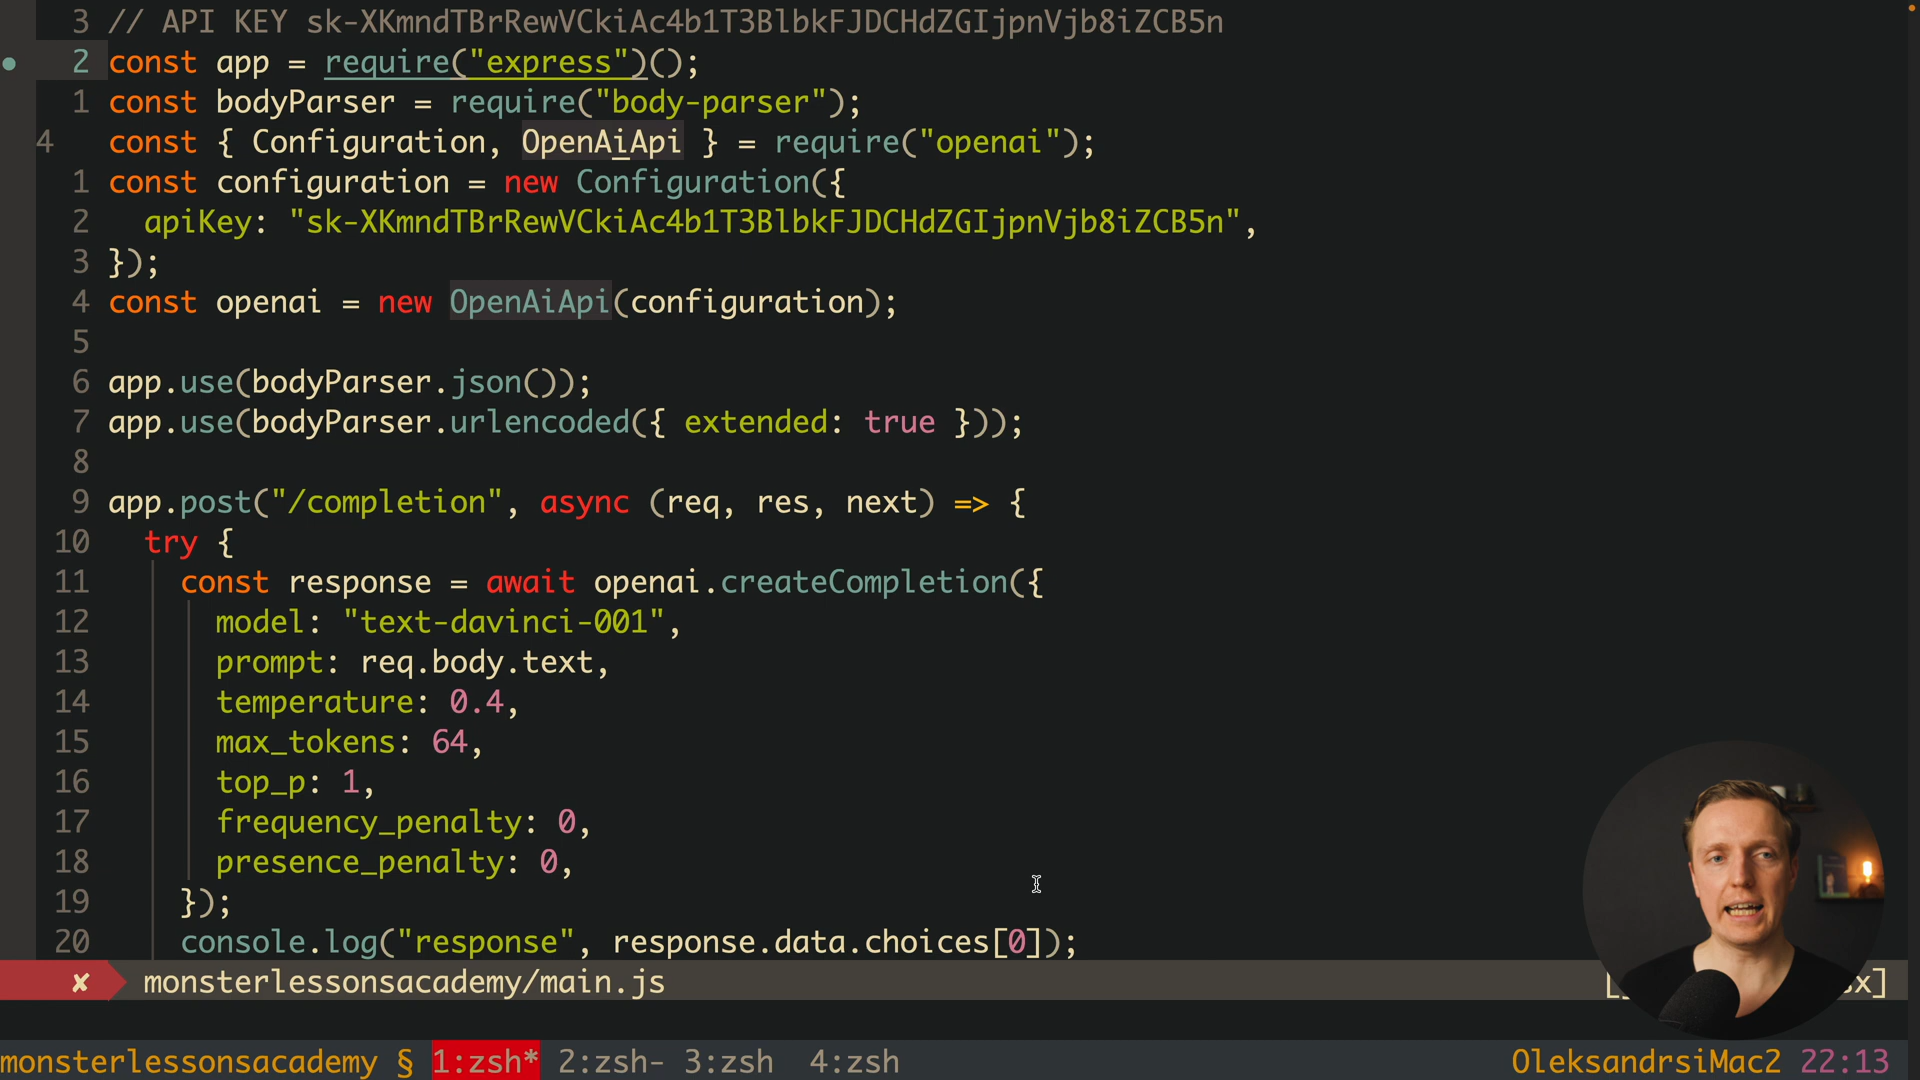 3 // API KEY 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
2 const app = require("express")();
1 const bodyParser = require("body-parser");
4 const { Configuration, OpenAiApi } = require("openai");
1 const configuration = new Configuration({
2 apiKey: "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",
3 });
4 const openai = new OpenAiApi(configuration);
5
6 app.use(bodyParser.json());
7 app.use(bodyParser.urlencoded({ extended: true }));
8
9 app.post("/completion", async (req, res, next) => {
10 try {
11 const response = await openai.createCompletion({
12 model: "text-davinci-001",
13 prompt: req.body.text,
14 temperature: 0.4,
15 max_tokens: 64,
16 top_p: 1,
17 frequency_penalty: 0,
18 presence_penalty: 0,
19 });
20 console.log("response", response.data.choices[0]);
✘ monsterlessonsacademy/main.js
monsterlessonsacademy § 1:zsh* 2:zsh- 3:zsh 4:zsh OleksandrsiMac2 22:13